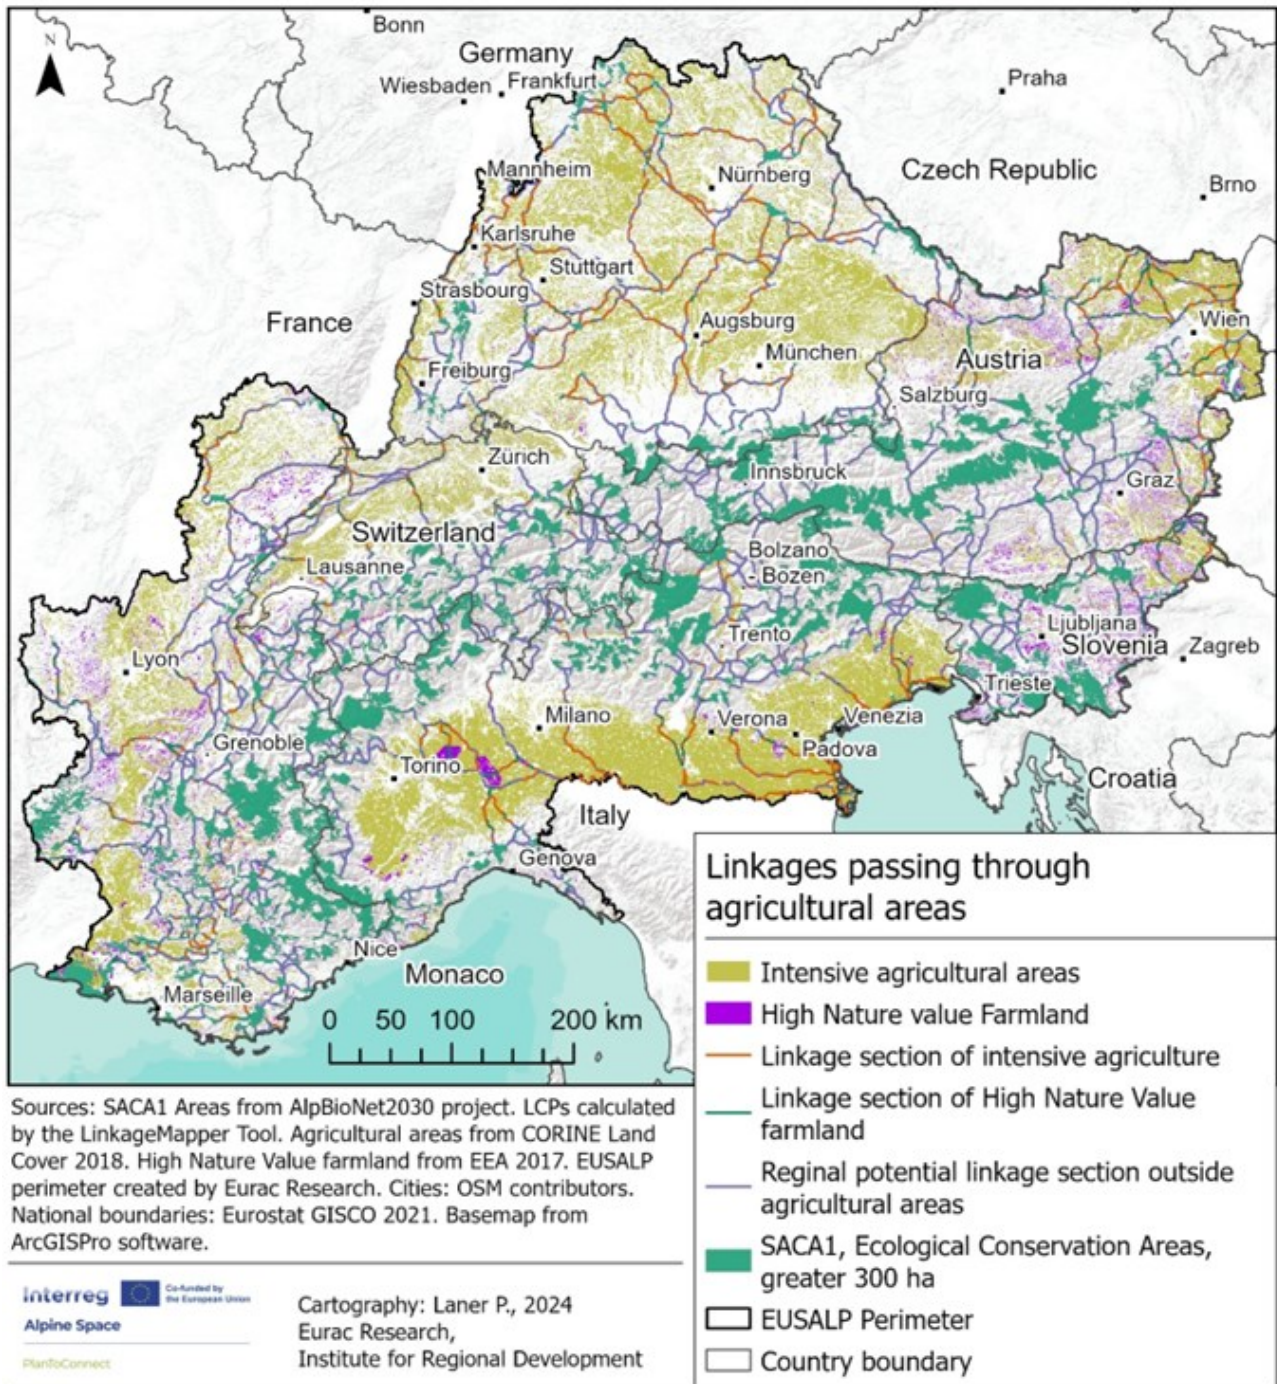 Bonn
Germany
Wiesbaden
Frankfurt
Praha
N
Mannheim
Nürnberg
Czech Republic
Brno
Karlsruhe
Stuttgart
Strasbourg
France
Augsburg
Wien
München
Austria
Freiburg
Salzburg
Zürich
Innsbruck
Graz
Switzerland
Bolzano
- Bozen
Lausanne
Ljubljana
Trento
Slovenia
Zagreb
Lyon
Trieste
Milano
Verona
Venezia
Grenoble
Padova
Torino
Croatia
Italy
Genova
Nice
Monaco
Marseille
0 50 100 200 km
Linkages passing through
agricultural areas
Intensive agricultural areas
High Nature value Farmland
Linkage section of intensive agriculture
Linkage section of High Nature Value
farmland
Reginal potential linkage section outside
agricultural areas
SACA1, Ecological Conservation Areas,
greater 300 ha
EUSALP Perimeter
Country boundary
Sources: SACA1 Areas from AlpBioNet2030 project. LCPs calculated
by the LinkageMapper Tool. Agricultural areas from CORINE Land
Cover 2018. High Nature Value farmland from EEA 2017. EUSALP
perimeter created by Eurac Research. Cities: OSM contributors.
National boundaries: Eurostat GISCO 2021. Basemap from
ArcGISPro software.
Interreg
Co-funded by
the European Union
Alpine Space
PlanToConnect
Cartography: Laner P., 2024
Eurac Research,
Institute for Regional Development